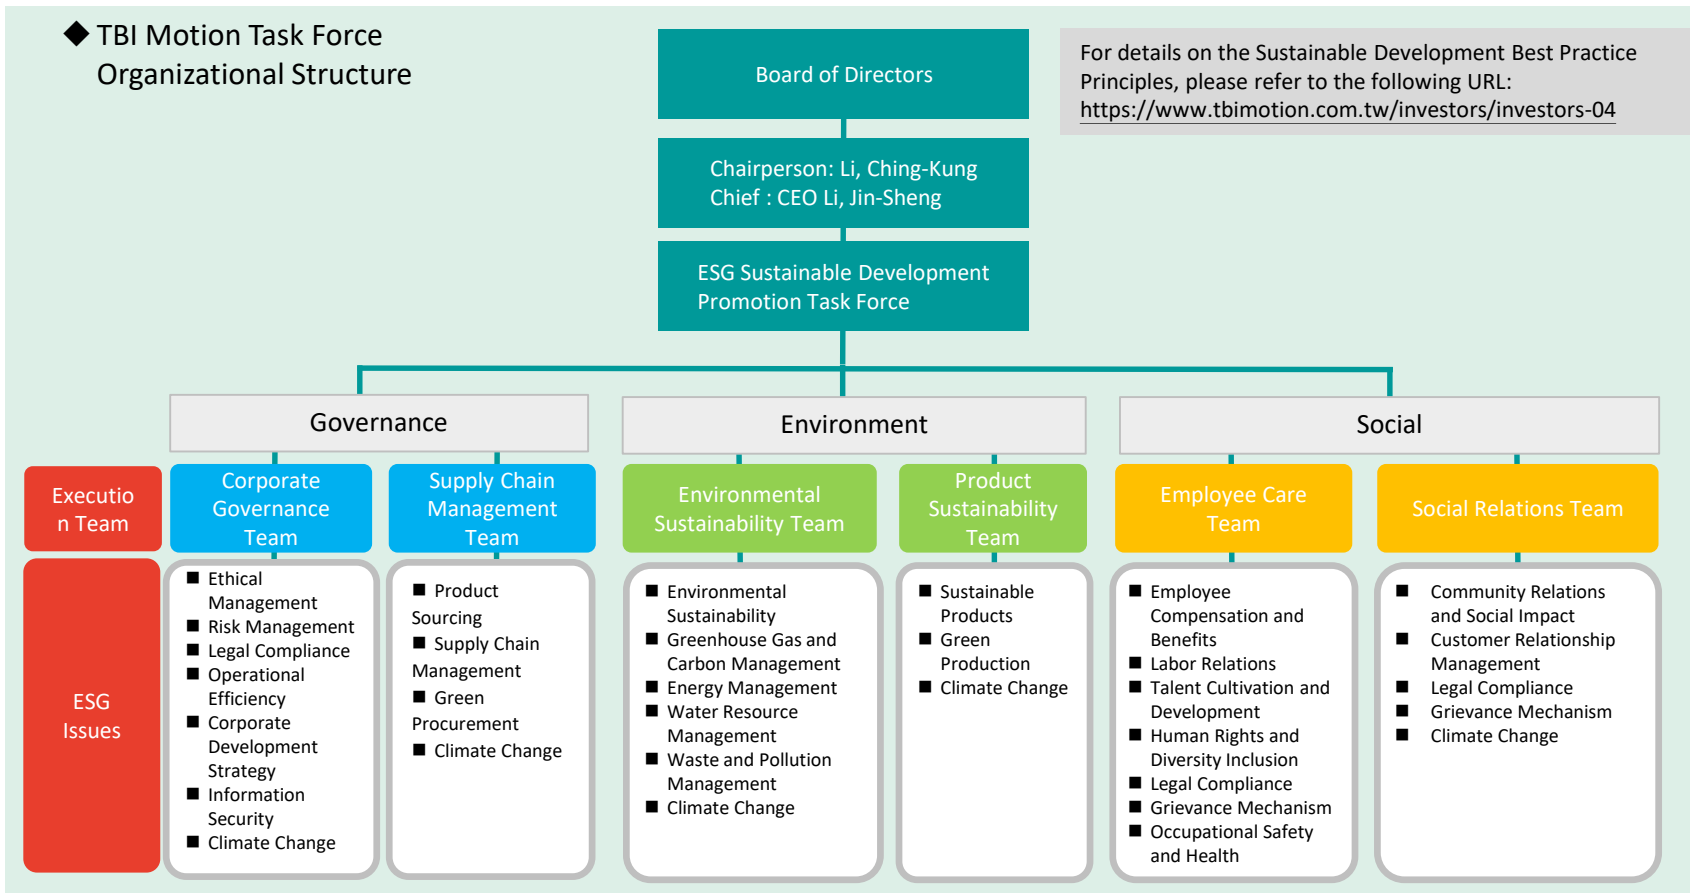 ◆ TBI Motion Task Force
Organizational Structure
Board of Directors
For details on the Sustainable Development Best Practice
Principles, please refer to the following URL:
https://www.tbimotion.com.tw/investors/investors-04
Chairperson: Li, Ching-Kung
Chief : CEO Li, Jin-Sheng
ESG Sustainable Development
Promotion Task Force
Governance
Environment
Social
Executio
n Team
Corporate
Governance
Team
Supply Chain
Management
Team
Environmental
Sustainability Team
Product
Sustainability
Team
Employee Care
Team
Social Relations Team
ESG
Issues
■ Ethical
Management
■ Risk Management
■ Legal Compliance
■ Operational
Efficiency
■ Corporate
Development
Strategy
■ Information
Security
■ Climate Change
■ Product
Sourcing
■ Supply Chain
Management
■ Green
Procurement
■ Climate Change
■ Environmental
Sustainability
■ Greenhouse Gas and
Carbon Management
■ Energy Management
■ Water Resource
Management
■ Waste and Pollution
Management
■ Climate Change
■ Sustainable
Products
■ Green
Production
■ Climate Change
■ Employee
Compensation and
Benefits
■ Labor Relations
■ Talent Cultivation and
Development
■ Human Rights and
Diversity Inclusion
■ Legal Compliance
■ Grievance Mechanism
■ Occupational Safety
and Health
■ Community Relations
and Social Impact
■ Customer Relationship
Management
■ Legal Compliance
■ Grievance Mechanism
■ Climate Change